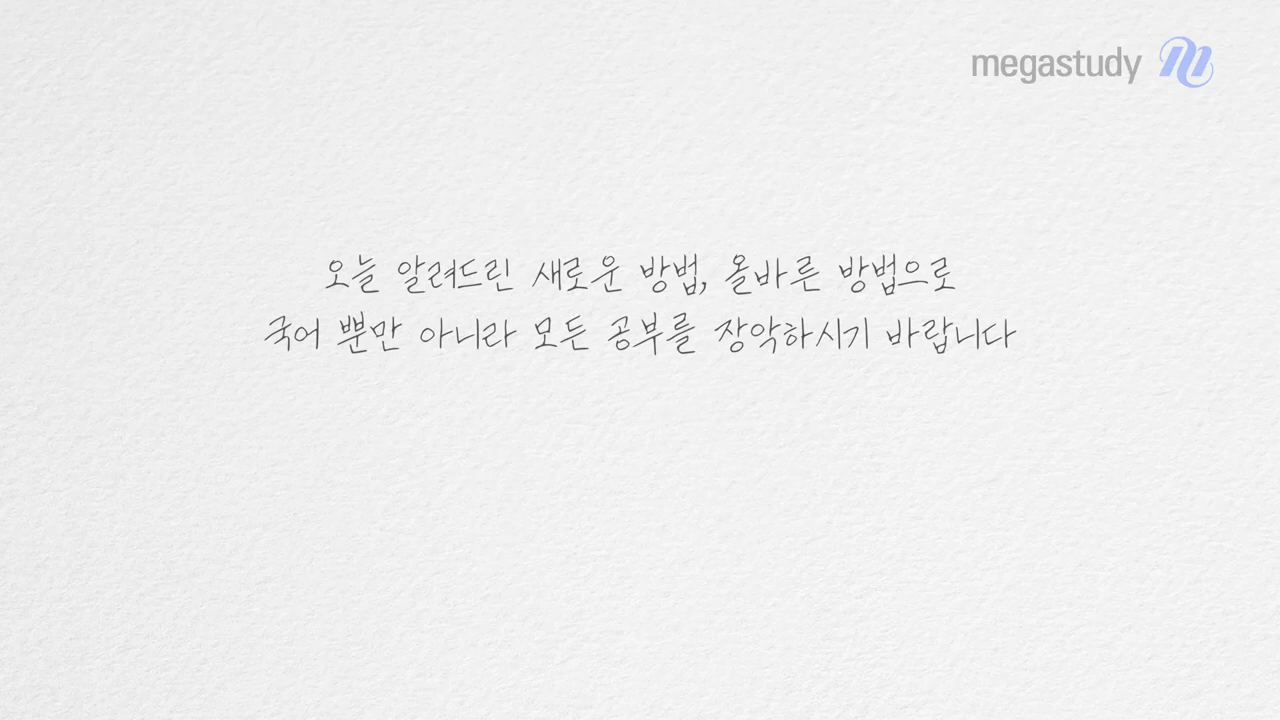 megastudy
오늘 알려드린 새로운 방법, 올바른 방법으로
국어 뿐만 아니라 모든 공부를 장악하시기 바랍니다